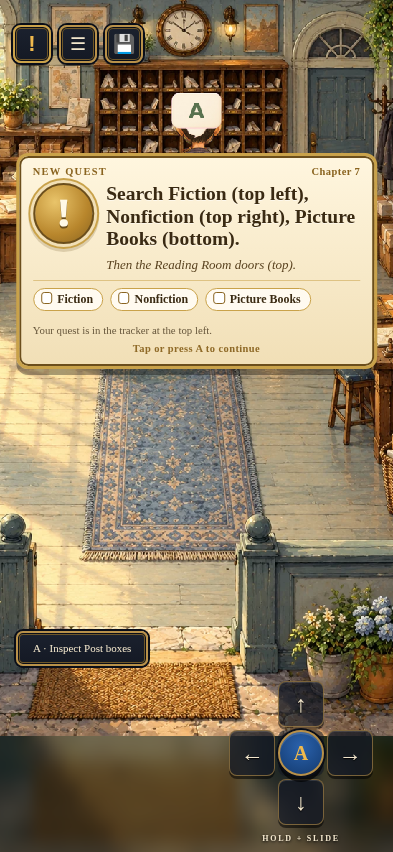 !
A
NEW QUEST
Chapter 7
!
Search Fiction (top left),
Nonfiction (top right), Picture
Books (bottom).
Then the Reading Room doors (top).
Fiction
Nonfiction
Picture Books
Your quest is in the tracker at the top left.
Tap or press A to continue
A · Inspect Post boxes
↑
←
A
→
↓
HOLD + SLIDE